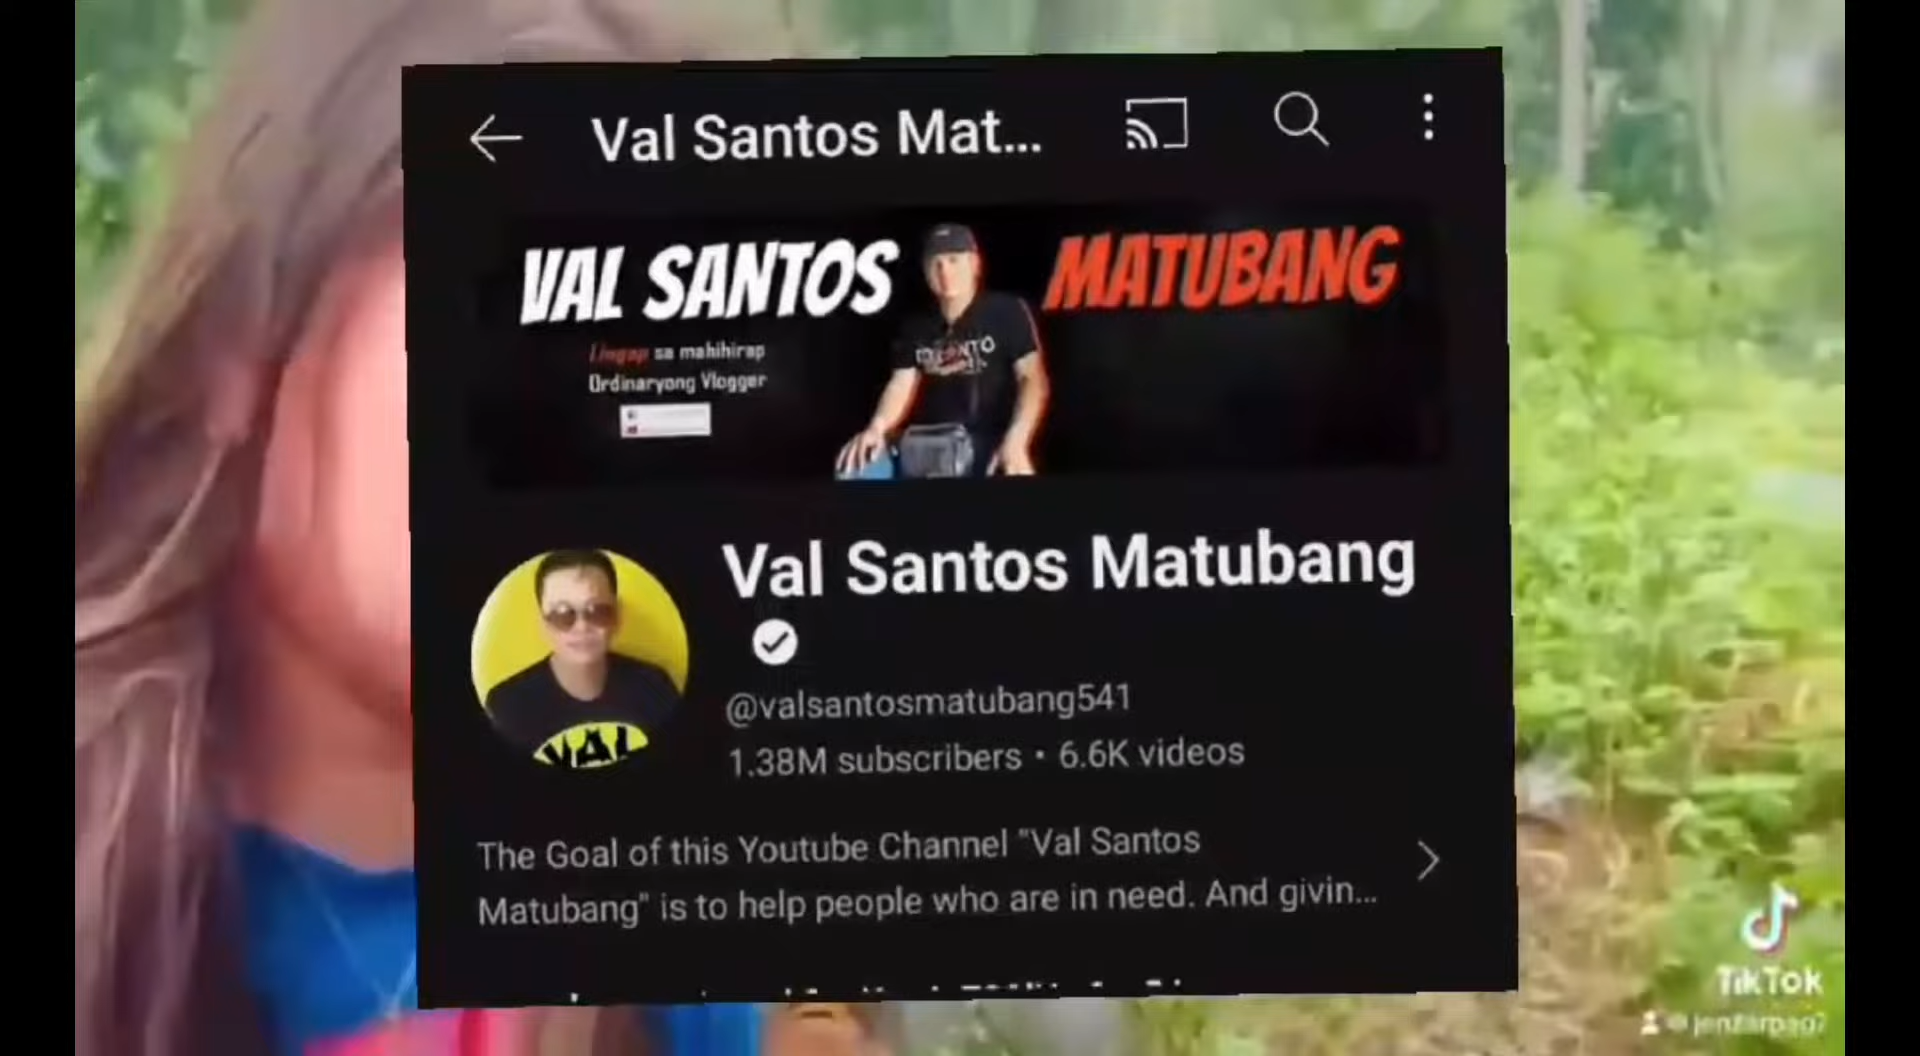 Val Santos Mat...
VAL SANTOS MATUBANG
Lingap sa mahihirap
Ordinaryong Vlogger
TORONTO
Val Santos Matubang
VAL
@valsantosmatubang541
1.38M subscribers • 6.6K videos
The Goal of this Youtube Channel "Val Santos
Matubang" is to help people who are in need. And givin...
TikTok